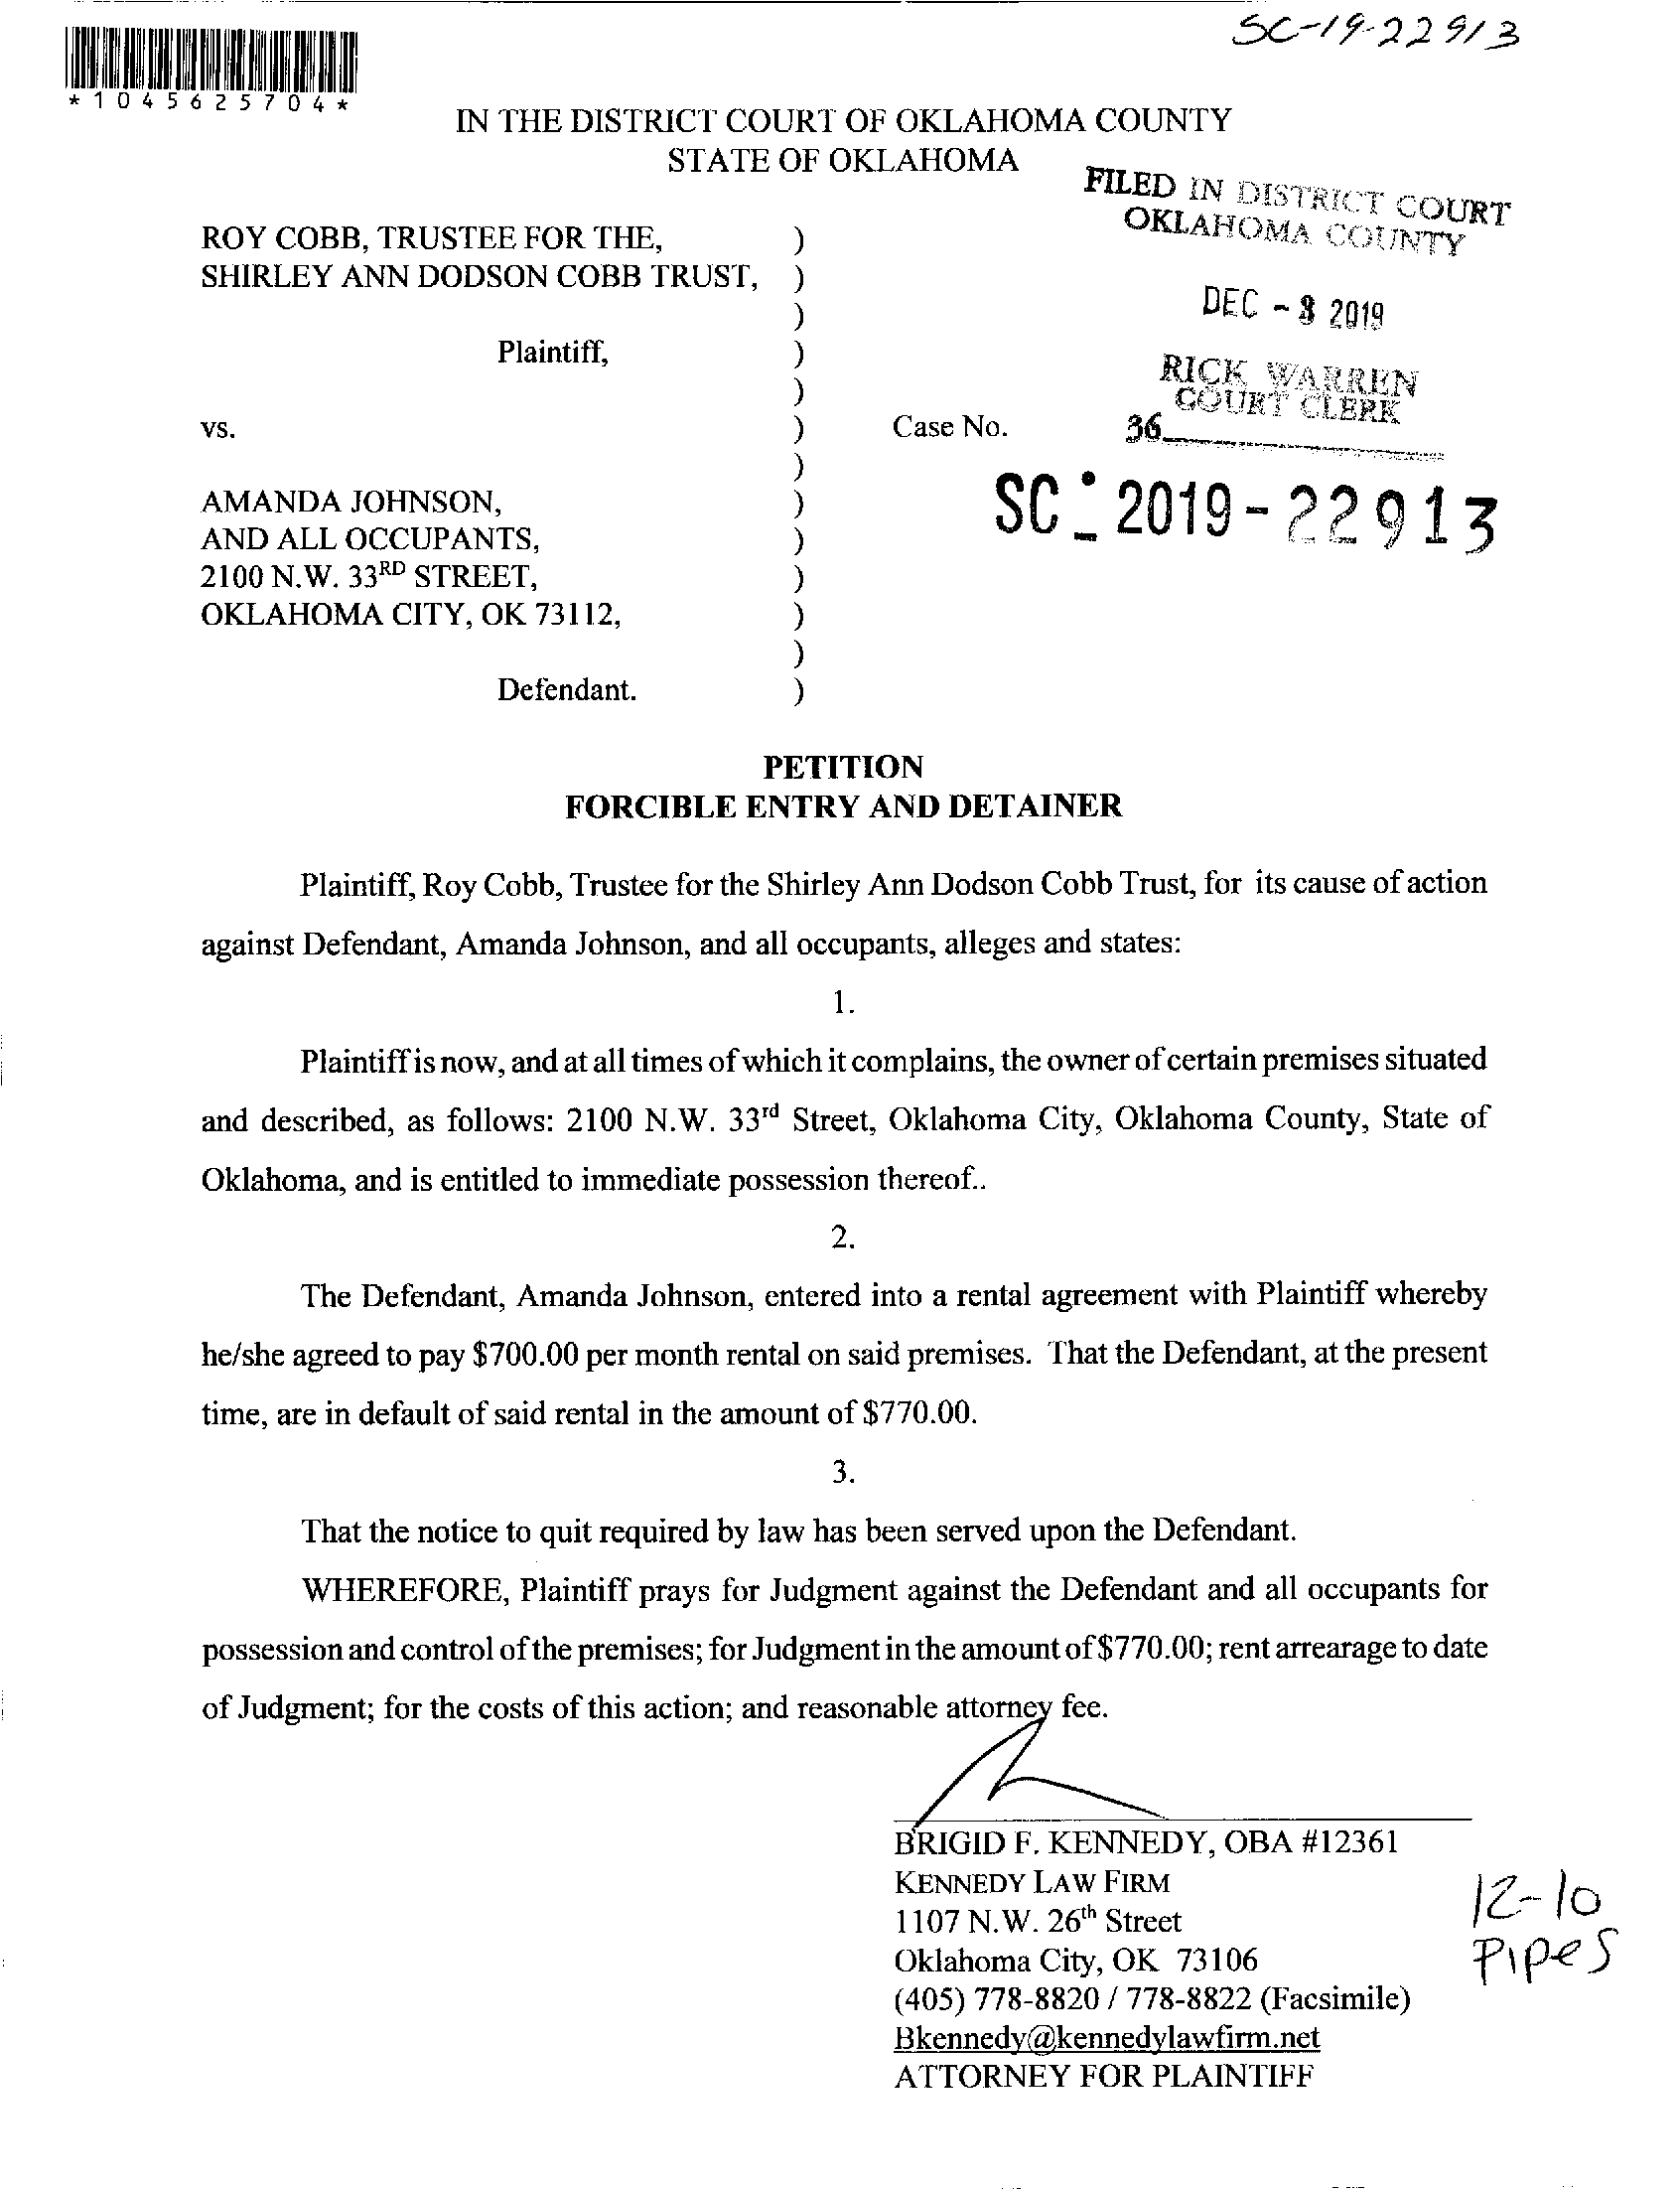 SC-19-22913
*1045625704*
IN THE DISTRICT COURT OF OKLAHOMA COUNTY
STATE OF OKLAHOMA
FILED IN DISTRICT COURT
OKLAHOMA COUNTY
DEC - 3 2019
RICK WARREN
COURT CLERK
36
ROY COBB, TRUSTEE FOR THE, )
SHIRLEY ANN DODSON COBB TRUST, )
)
Plaintiff, )
)
vs. ) Case No.
)
SC - 2019 - 22913
AMANDA JOHNSON, )
AND ALL OCCUPANTS, )
2100 N.W. 33RD STREET, )
OKLAHOMA CITY, OK 73112, )
)
Defendant. )
PETITION
FORCIBLE ENTRY AND DETAINER
Plaintiff, Roy Cobb, Trustee for the Shirley Ann Dodson Cobb Trust, for its cause of action
against Defendant, Amanda Johnson, and all occupants, alleges and states:
1.
Plaintiff is now, and at all times of which it complains, the owner of certain premises situated
and described, as follows: 2100 N.W. 33rd Street, Oklahoma City, Oklahoma County, State of
Oklahoma, and is entitled to immediate possession thereof..
2.
The Defendant, Amanda Johnson, entered into a rental agreement with Plaintiff whereby
he/she agreed to pay $700.00 per month rental on said premises. That the Defendant, at the present
time, are in default of said rental in the amount of $770.00.
3.
That the notice to quit required by law has been served upon the Defendant.
WHEREFORE, Plaintiff prays for Judgment against the Defendant and all occupants for
possession and control of the premises; for Judgment in the amount of $770.00; rent arrearage to date
of Judgment; for the costs of this action; and reasonable attorney fee.
BRIGID F. KENNEDY, OBA #12361
KENNEDY LAW FIRM
1107 N.W. 26th Street
Oklahoma City, OK 73106
(405) 778-8820 / 778-8822 (Facsimile)
Bkennedy@kennedylawfirm.net
ATTORNEY FOR PLAINTIFF
12-10
Pipes